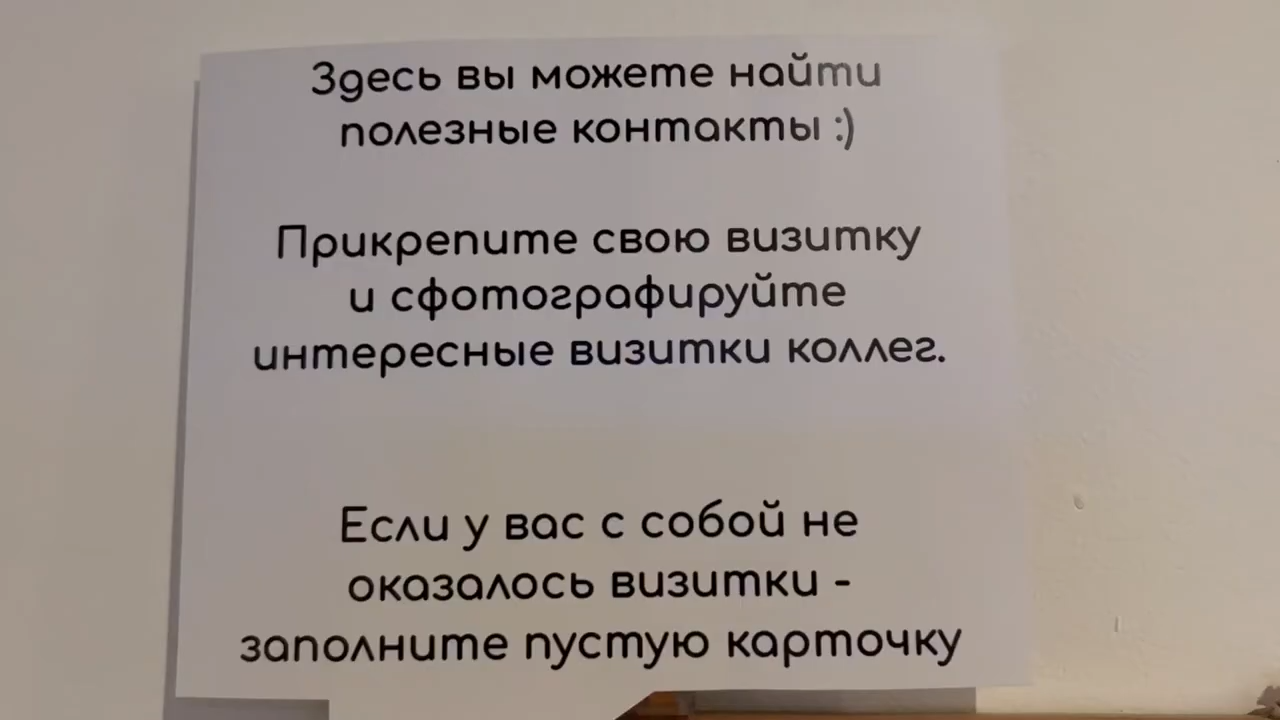 Здесь вы можете найти
полезные контакты :)
Прикрепите свою визитку
и сфотографируйте
интересные визитки коллег.
Если у вас с собой не
оказалось визитки -
заполните пустую карточку